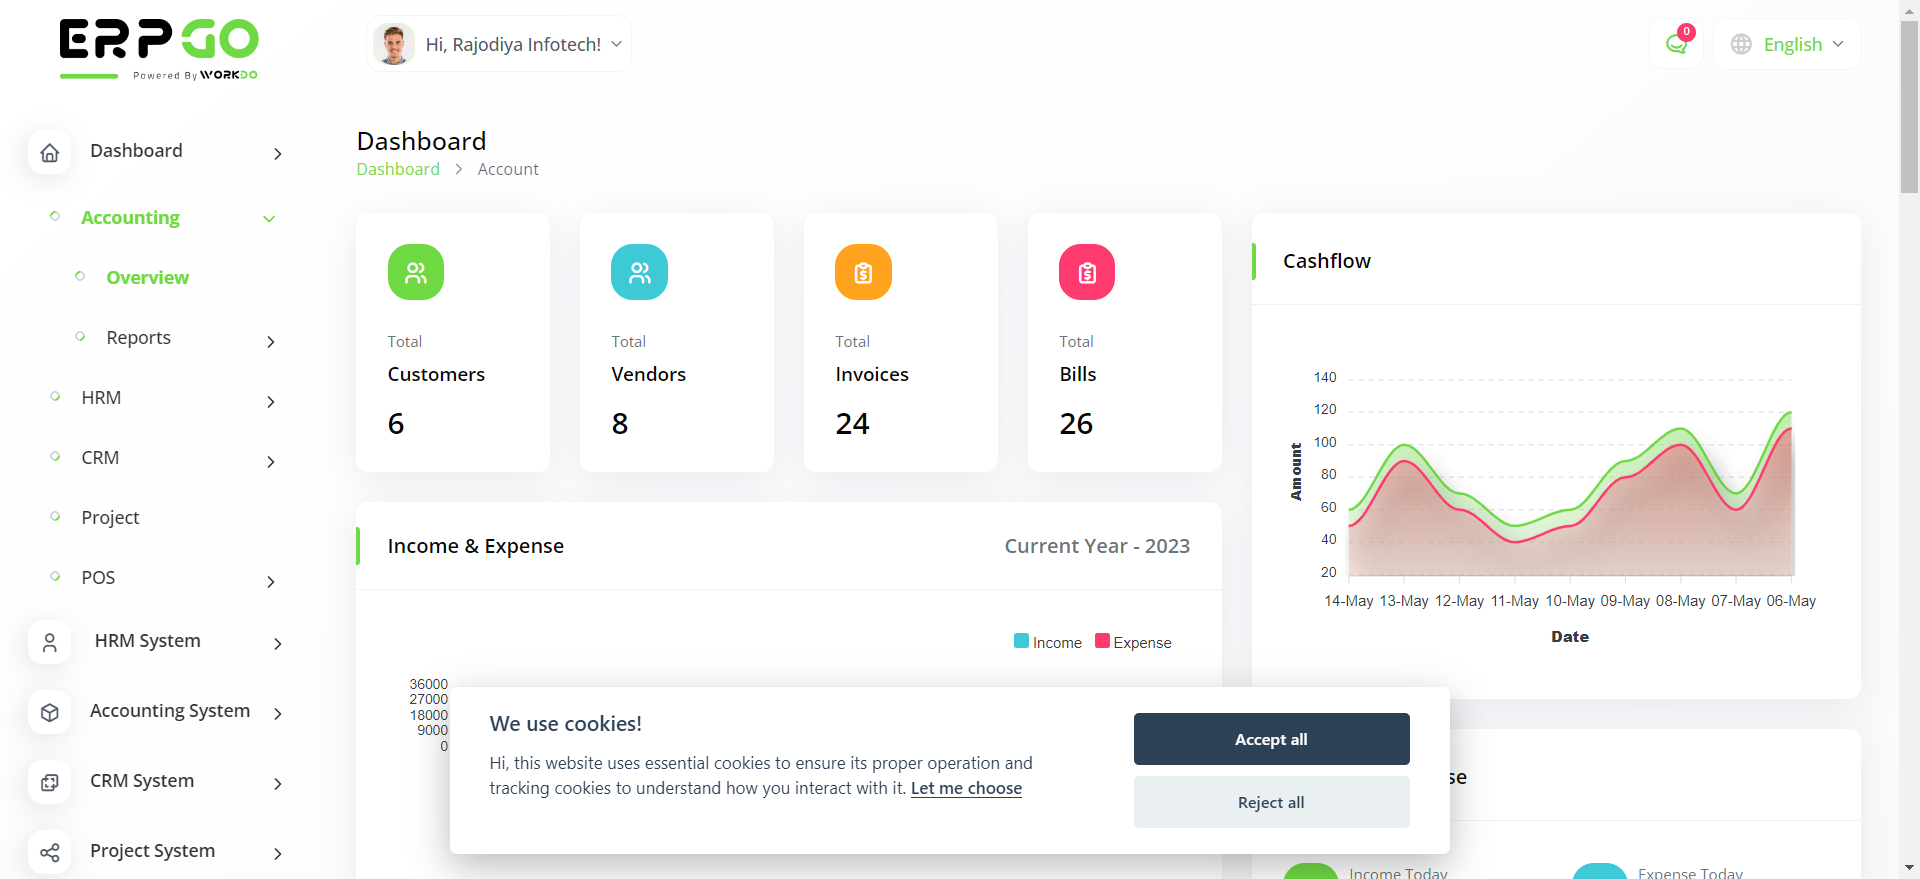 ERPGO
Powered By WORKDO
Hi, Rajodiya Infotech!
0
English
Dashboard
Accounting
Overview
Reports
HRM
CRM
Project
POS
HRM System
Accounting System
CRM System
Project System
Dashboard
Dashboard > Account
Total
Customers
6
Total
Vendors
8
Total
Invoices
24
Total
Bills
26
Income & Expense
Current Year - 2023
Income Expense
36000
27000
18000
9000
0
Cashflow
140
120
100
80
60
40
20
Amount
14-May 13-May 12-May 11-May 10-May 09-May 08-May 07-May 06-May
Date
We use cookies!
Hi, this website uses essential cookies to ensure its proper operation and
tracking cookies to understand how you interact with it. Let me choose
Accept all
Reject all
se
Income Today
Expense Today